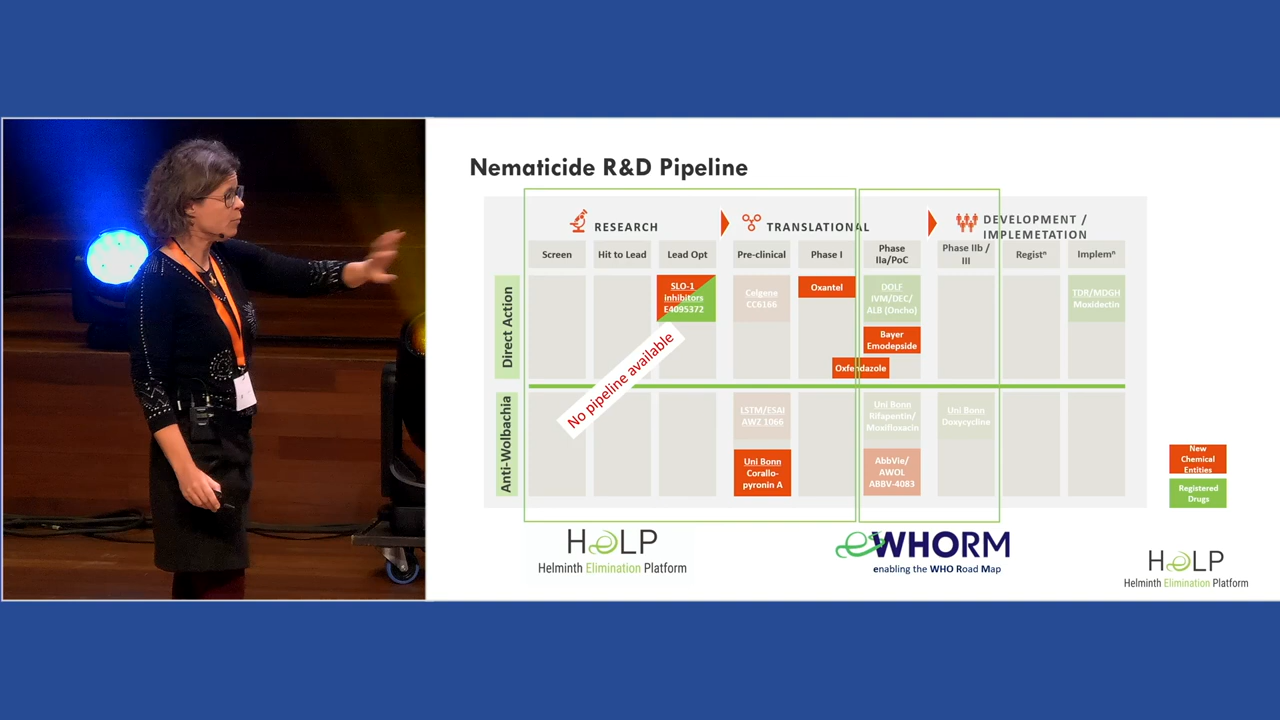 Nematicide R&D Pipeline
RESEARCH
TRANSLATIONAL
DEVELOPMENT /
IMPLEMETATION
Screen
Hit to Lead
Lead Opt
Pre-clinical
Phase I
Phase
IIa/PoC
Phase IIb /
III
Registⁿ
Implemⁿ
Direct Action
SLO-1
inhibitors
E4095372
Celgene
CC6166
Oxantel
DOLF
IVM/DEC/
ALB (Oncho)
TDR/MDGH
Moxidectin
Bayer
Emodepside
Oxfendazole
No pipeline available
Anti-Wolbachia
LSTM/ESAI
AWZ 1066
Uni Bonn
Rifapentin/
Moxifloxacin
Uni Bonn
Doxycycline
Uni Bonn
Corallo-
pyronin A
AbbVie/
AWOL
ABBV-4083
New
Chemical
Entities
Registered
Drugs
HeLP
Helminth Elimination Platform
eWHORM
enabling the WHO Road Map
HeLP
Helminth Elimination Platform